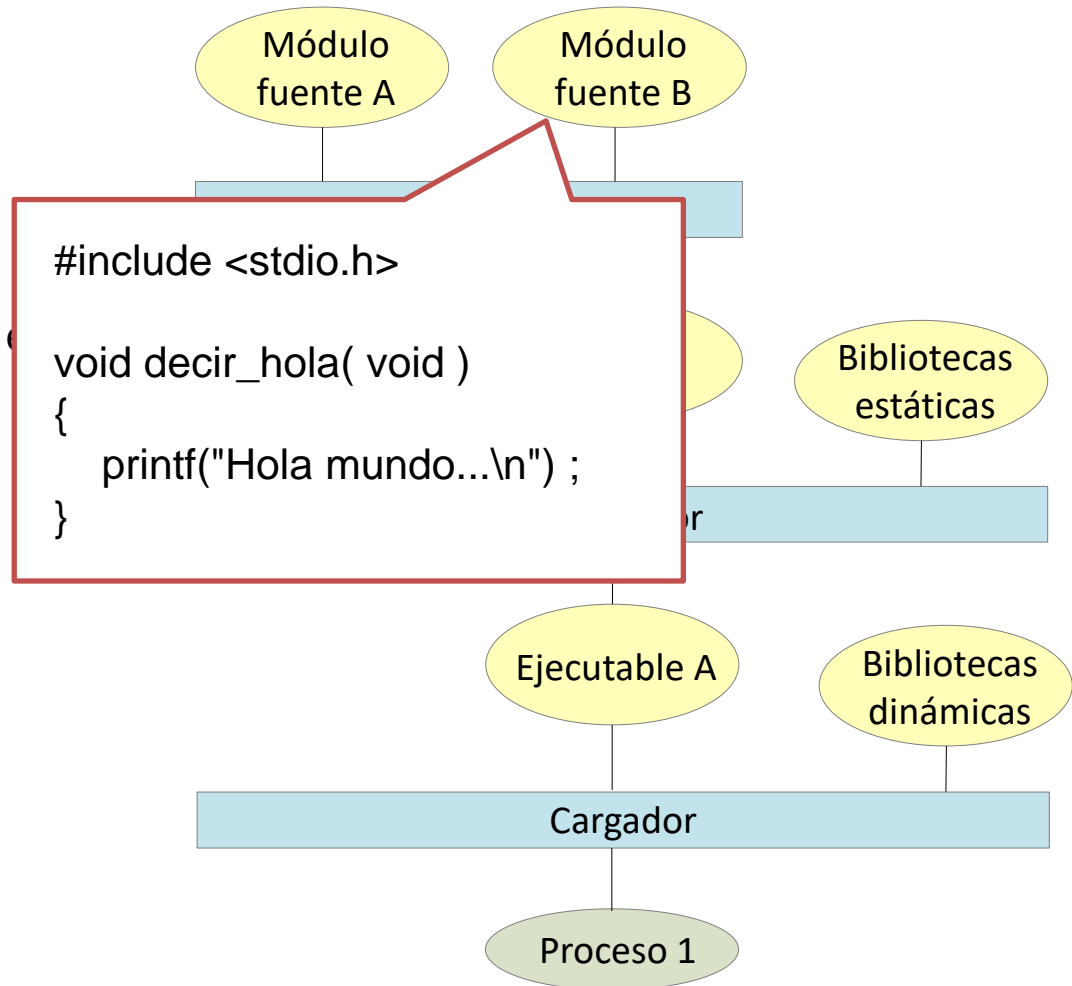 Módulo
fuente A
Módulo
fuente B
#include <stdio.h>
void decir_hola( void )
{
printf("Hola mundo...\n") ;
}
Bibliotecas
estáticas
Ejecutable A
Bibliotecas
dinámicas
Cargador
Proceso 1